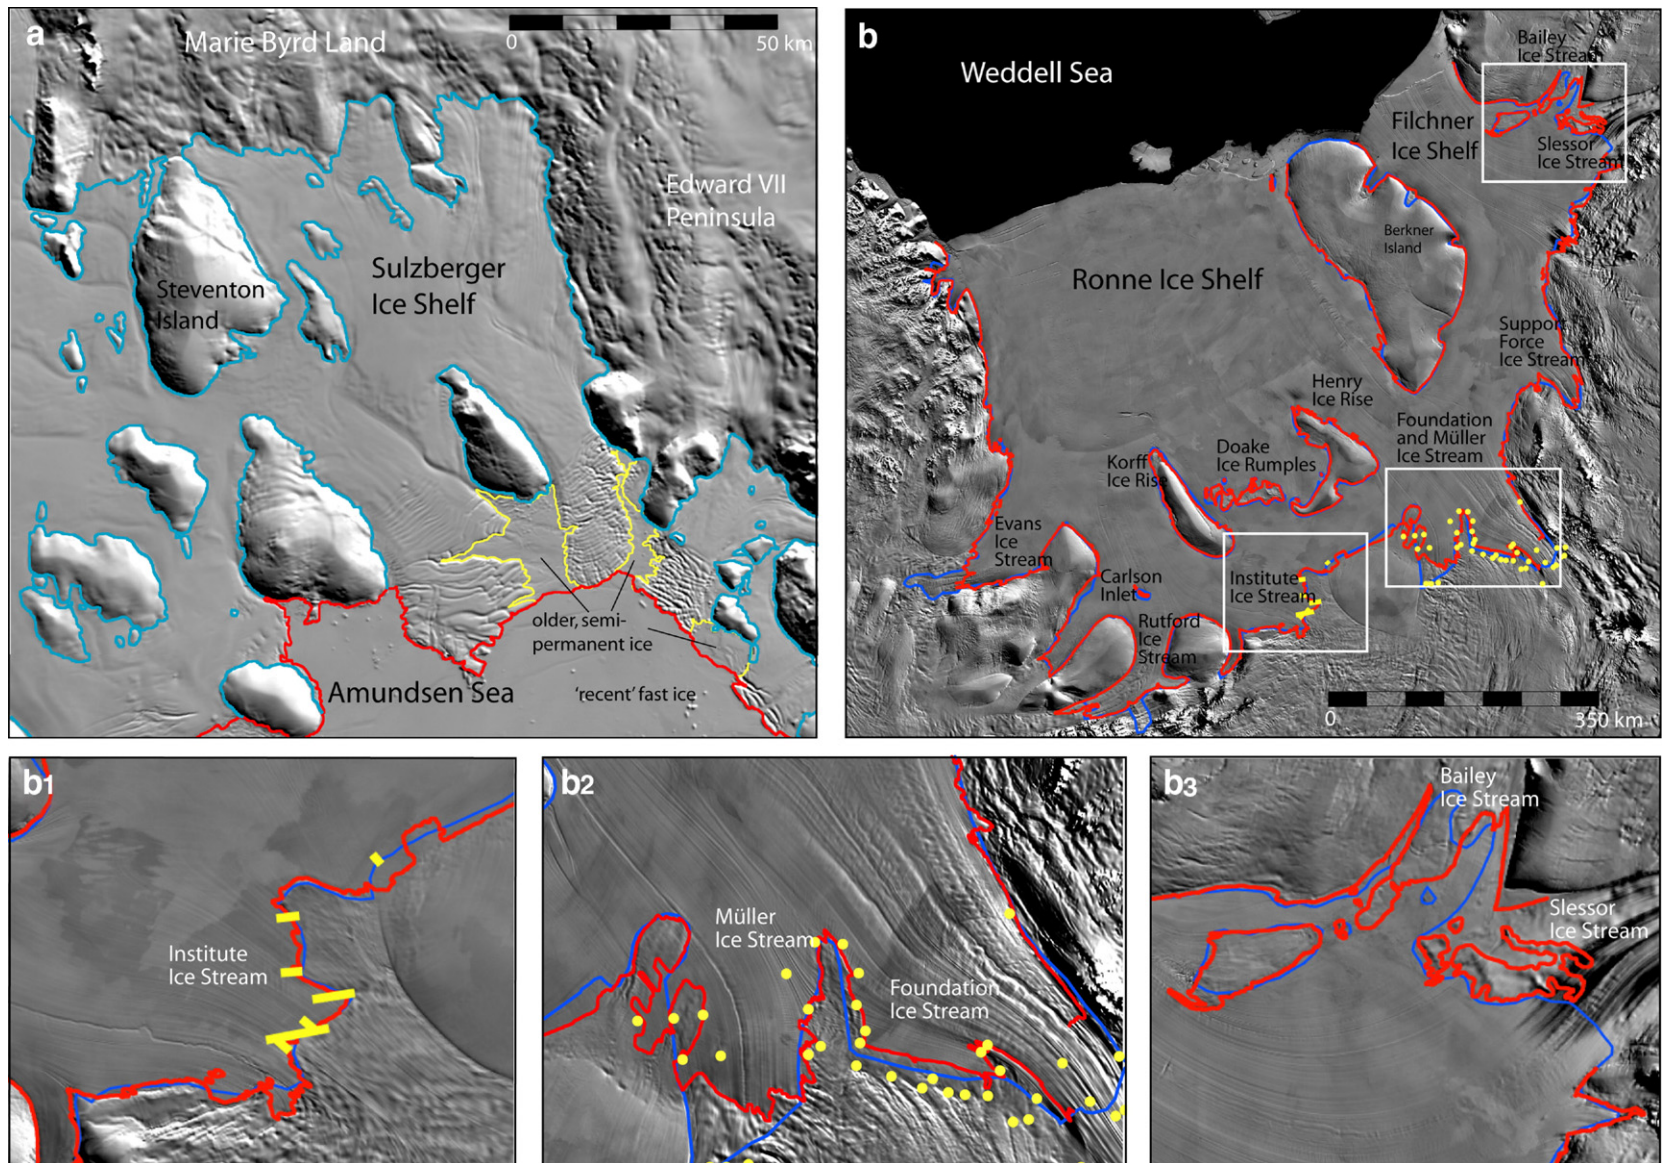 a
Marie Byrd Land
0
50 km
Edward VII
Peninsula
Sulzberger
Ice Shelf
Steventon
Island
older, semi-
permanent ice
Amundsen Sea
'recent' fast ice
b
Weddell Sea
Bailey
Ice Stream
Filchner
Ice Shelf
Slessor
Ice Stream
Berkner
Island
Ronne Ice Shelf
Support
Force
Ice Stream
Henry
Ice Rise
Foundation
and Müller
Ice Stream
Doake
Ice Rumples
Korff
Ice Rise
Evans
Ice
Stream
Carlson
Inlet
Institute
Ice Stream
Rutford
Ice
Stream
0
350 km
b1
Institute
Ice Stream
b2
Müller
Ice Stream
Foundation
Ice Stream
b3
Bailey
Ice Stream
Slessor
Ice Stream